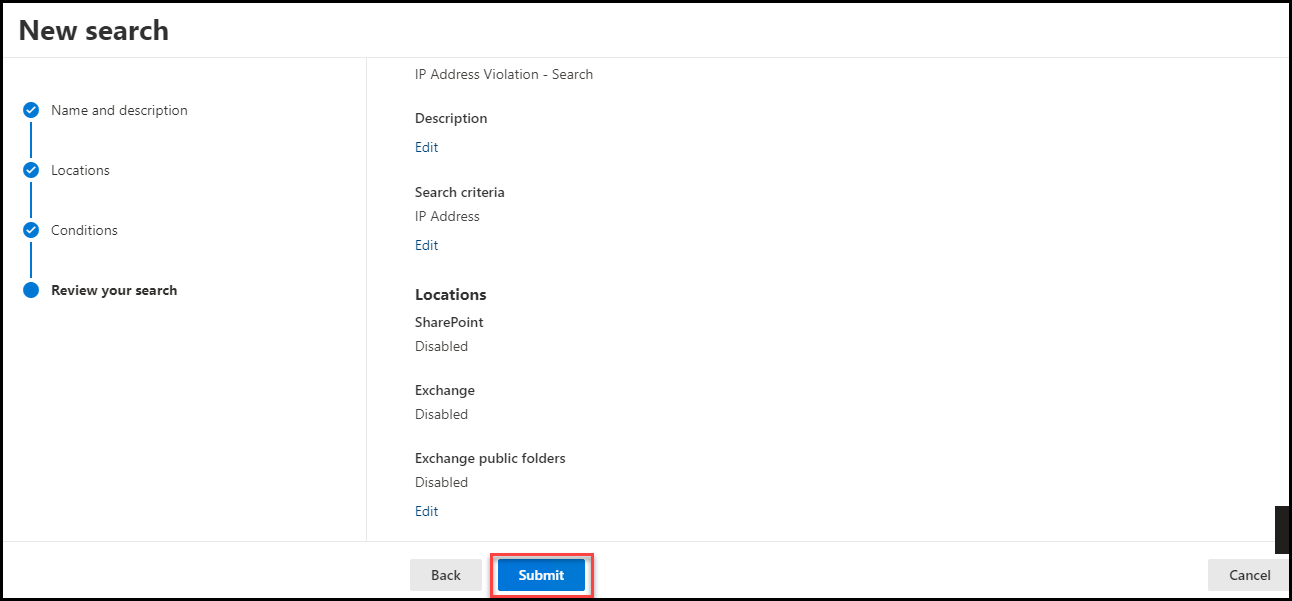 New search
Name and description
Locations
Conditions
Review your search
IP Address Violation - Search
Description
Edit
Search criteria
IP Address
Edit
Locations
SharePoint
Disabled
Exchange
Disabled
Exchange public folders
Disabled
Edit
Back
Submit
Cancel